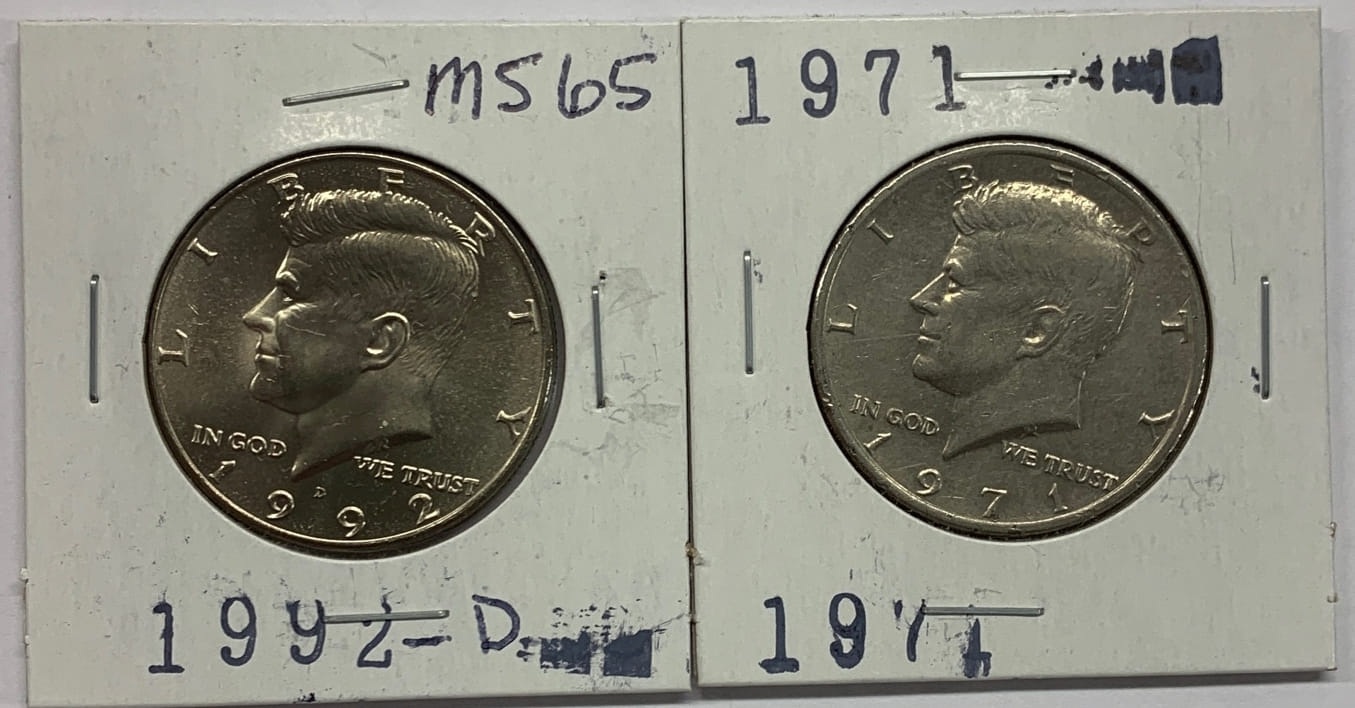 MS65
LIBERTY
IN GOD WE TRUST
D
1992
1992-D
1971
LIBERTY
IN GOD WE TRUST
1971
1971